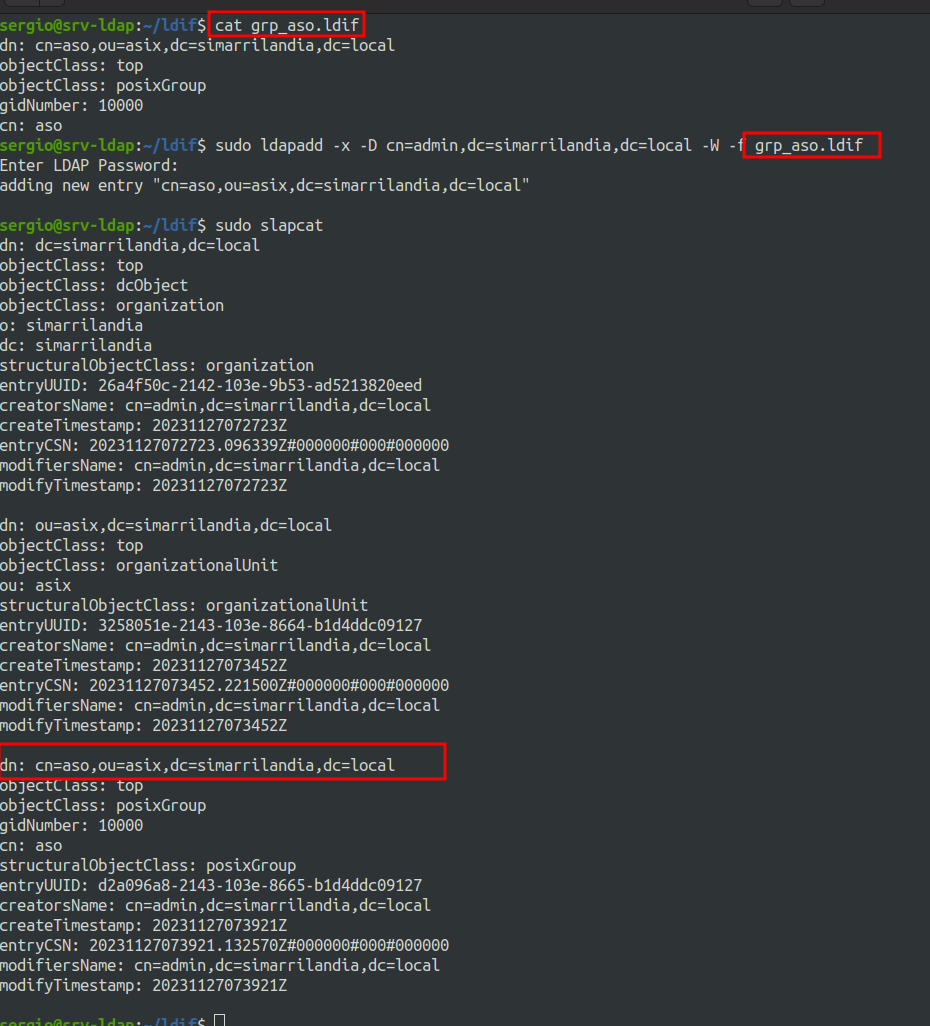 sergio@srv-ldap:~/ldif$ cat grp_aso.ldif
dn: cn=aso,ou=asix,dc=simarrilandia,dc=local
objectClass: top
objectClass: posixGroup
gidNumber: 10000
cn: aso
sergio@srv-ldap:~/ldif$ sudo ldapadd -x -D cn=admin,dc=simarrilandia,dc=local -W -f grp_aso.ldif
Enter LDAP Password:
adding new entry "cn=aso,ou=asix,dc=simarrilandia,dc=local"
sergio@srv-ldap:~/ldif$ sudo slapcat
dn: dc=simarrilandia,dc=local
objectClass: top
objectClass: dcObject
objectClass: organization
o: simarrilandia
dc: simarrilandia
structuralObjectClass: organization
entryUUID: 26a4f50c-2142-103e-9b53-ad5213820eed
creatorsName: cn=admin,dc=simarrilandia,dc=local
createTimestamp: 20231127072723Z
entryCSN: 20231127072723.096339Z#000000#000#000000
modifiersName: cn=admin,dc=simarrilandia,dc=local
modifyTimestamp: 20231127072723Z
dn: ou=asix,dc=simarrilandia,dc=local
objectClass: top
objectClass: organizationalUnit
ou: asix
structuralObjectClass: organizationalUnit
entryUUID: 3258051e-2143-103e-8664-b1d4ddc09127
creatorsName: cn=admin,dc=simarrilandia,dc=local
createTimestamp: 20231127073452Z
entryCSN: 20231127073452.221500Z#000000#000#000000
modifiersName: cn=admin,dc=simarrilandia,dc=local
modifyTimestamp: 20231127073452Z
dn: cn=aso,ou=asix,dc=simarrilandia,dc=local
objectClass: top
objectClass: posixGroup
gidNumber: 10000
cn: aso
structuralObjectClass: posixGroup
entryUUID: d2a096a8-2143-103e-8665-b1d4ddc09127
creatorsName: cn=admin,dc=simarrilandia,dc=local
createTimestamp: 20231127073921Z
entryCSN: 20231127073921.132570Z#000000#000#000000
modifiersName: cn=admin,dc=simarrilandia,dc=local
modifyTimestamp: 20231127073921Z
sergio@srv-ldap:~/ldif$